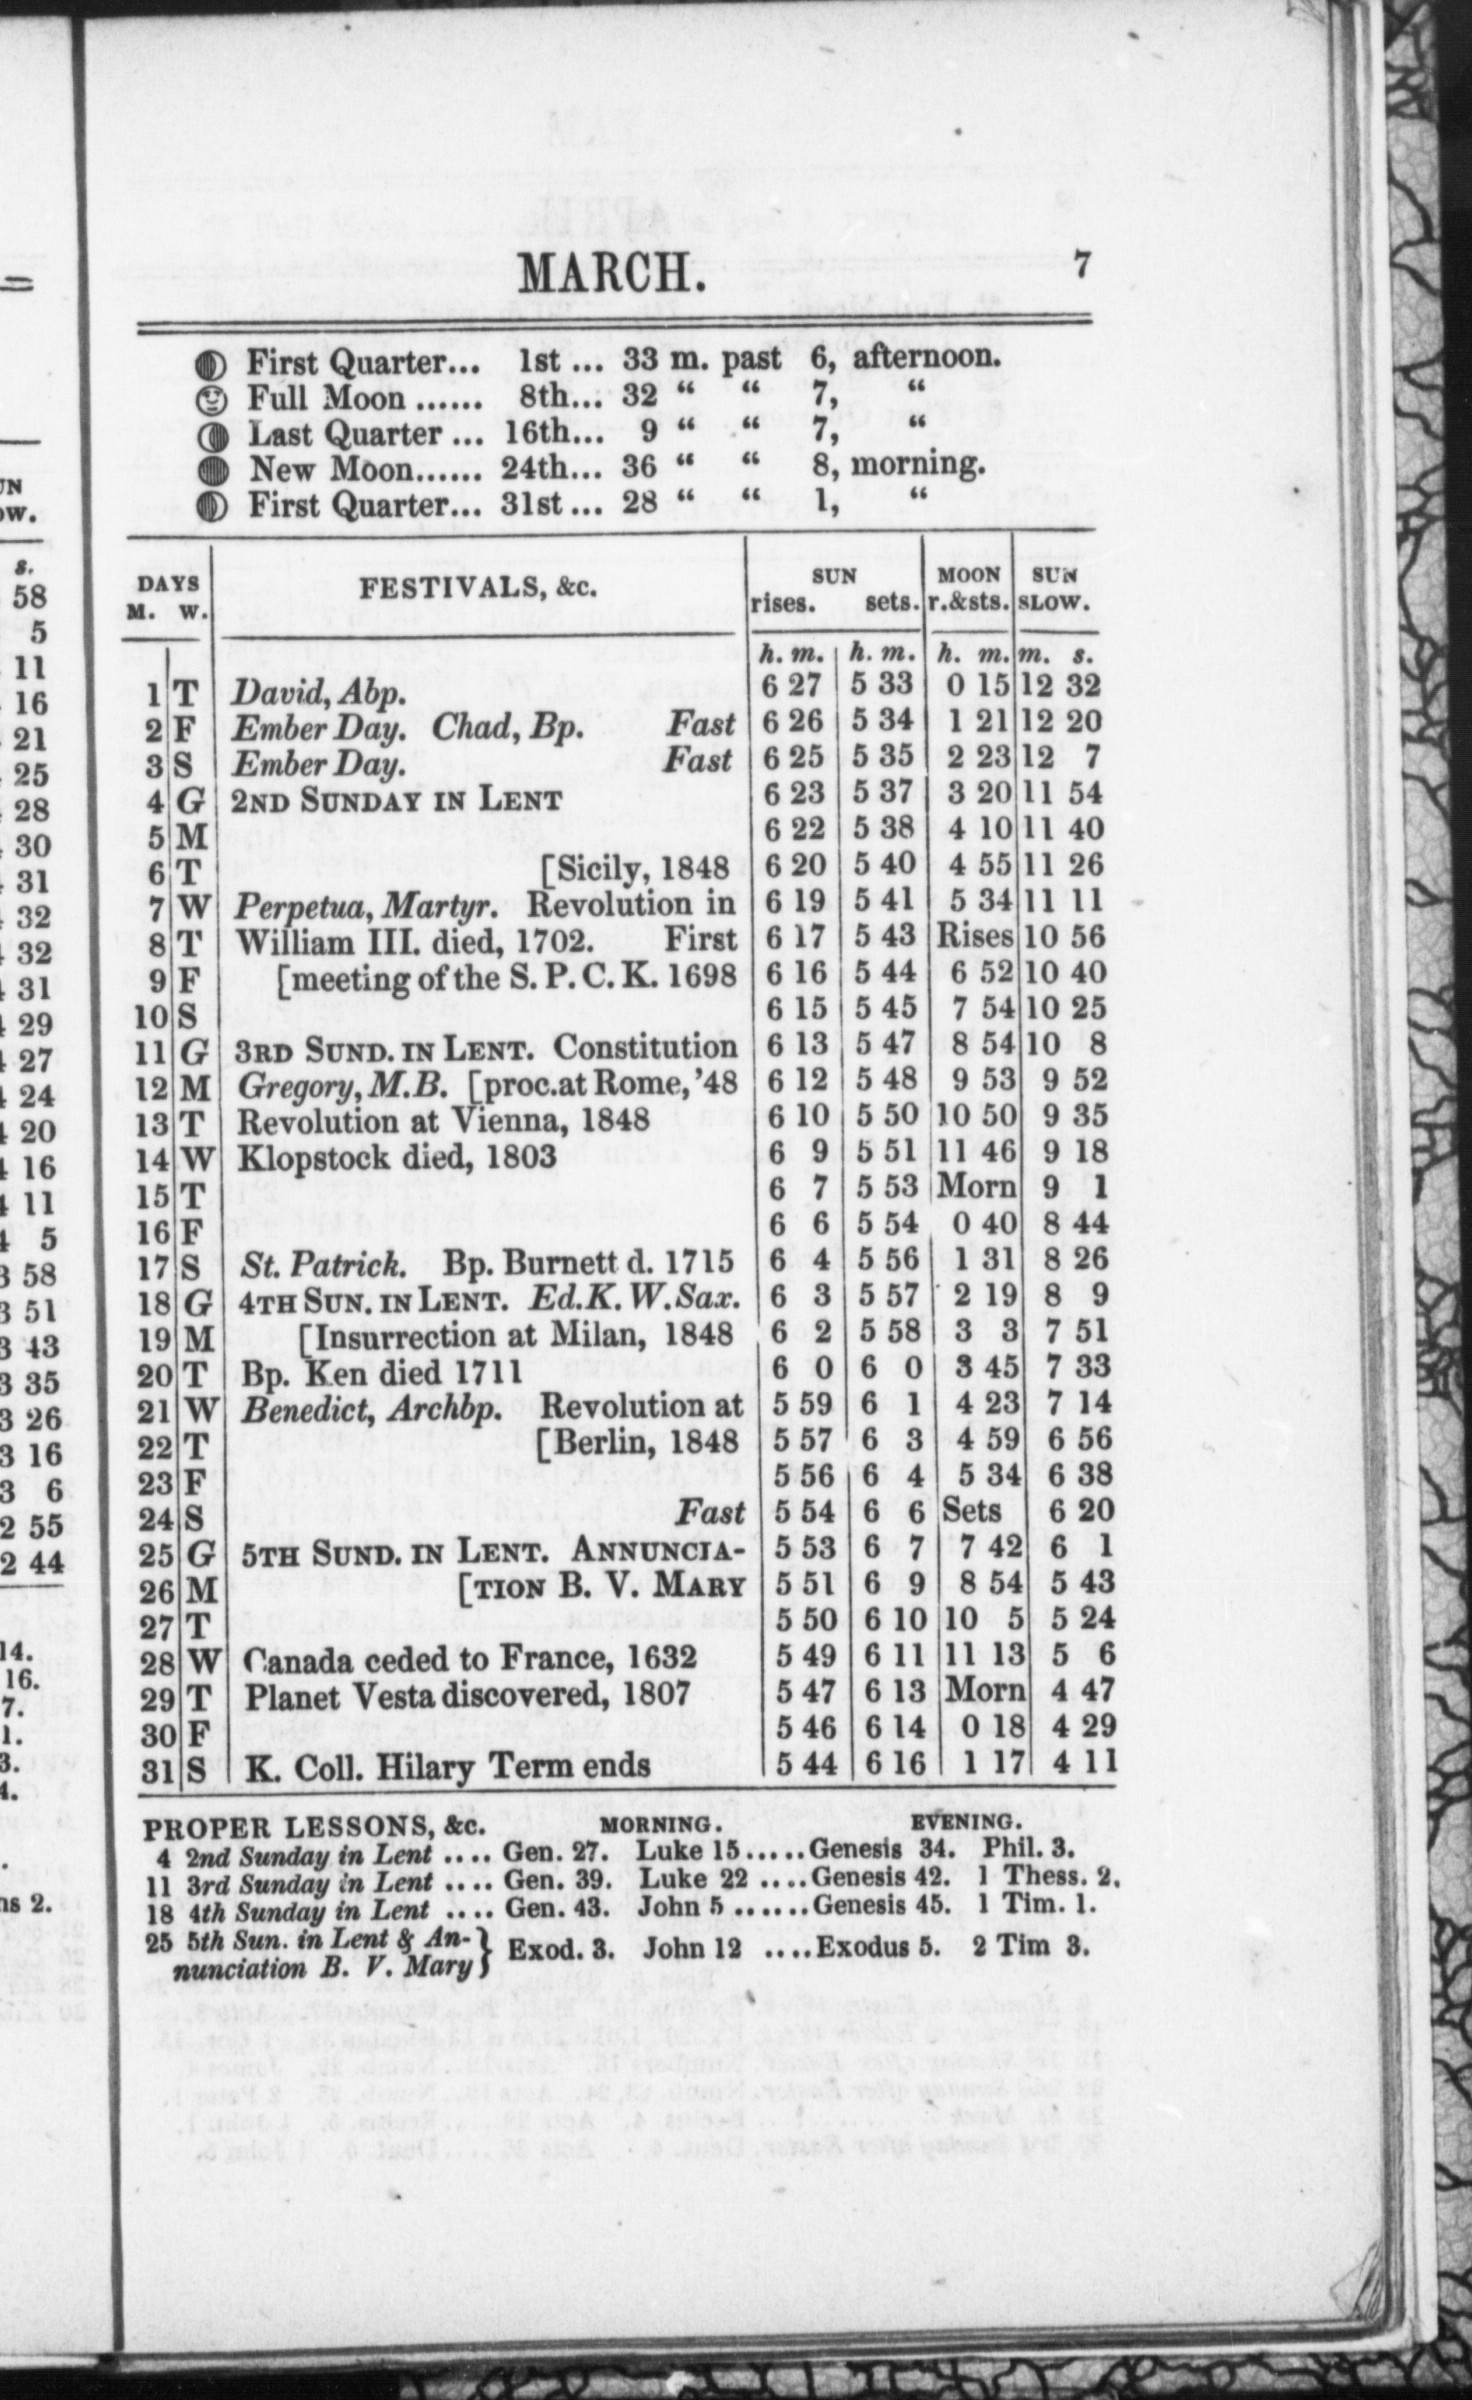 MARCH. 7
First Quarter... 1st ... 33 m. past 6, afternoon.
Full Moon ...... 8th... 32 “ “ 7, “
Last Quarter ... 16th... 9 “ “ 7, “
New Moon...... 24th... 36 “ “ 8, morning.
First Quarter... 31st ... 28 “ “ 1, “
DAYS FESTIVALS, &c. SUN MOON SUN
M. W. rises. sets. r.&sts. SLOW.
h. m. h. m. h. m. m. s.
1 T David, Abp. 6 27 5 33 0 15 12 32
2 F Ember Day. Chad, Bp. Fast 6 26 5 34 1 21 12 20
3 S Ember Day. Fast 6 25 5 35 2 23 12 7
4 G 2ND SUNDAY IN LENT 6 23 5 37 3 20 11 54
5 M 6 22 5 38 4 10 11 40
6 T [Sicily, 1848 6 20 5 40 4 55 11 26
7 W Perpetua, Martyr. Revolution in 6 19 5 41 5 34 11 11
8 T William III. died, 1702. First 6 17 5 43 Rises 10 56
9 F [meeting of the S. P. C. K. 1698 6 16 5 44 6 52 10 40
10 S 6 15 5 45 7 54 10 25
11 G 3RD SUND. IN LENT. Constitution 6 13 5 47 8 54 10 8
12 M Gregory, M.B. [proc. at Rome, ’48 6 12 5 48 9 53 9 52
13 T Revolution at Vienna, 1848 6 10 5 50 10 50 9 35
14 W Klopstock died, 1803 6 9 5 51 11 46 9 18
15 T 6 7 5 53 Morn 9 1
16 F 6 6 5 54 0 40 8 44
17 S St. Patrick. Bp. Burnett d. 1715 6 4 5 56 1 31 8 26
18 G 4TH SUN. IN LENT. Ed. K. W. Sax. 6 3 5 57 2 19 8 9
19 M [Insurrection at Milan, 1848 6 2 5 58 3 3 7 51
20 T Bp. Ken died 1711 6 0 6 0 3 45 7 33
21 W Benedict, Archbp. Revolution at 5 59 6 1 4 23 7 14
22 T [Berlin, 1848 5 57 6 3 4 59 6 56
23 F 5 56 6 4 5 34 6 38
24 S Fast 5 54 6 6 Sets 6 20
25 G 5TH SUND. IN LENT. ANNUNCIA- 5 53 6 7 7 42 6 1
26 M [TION B. V. MARY 5 51 6 9 8 54 5 43
27 T 5 50 6 10 10 5 5 24
28 W Canada ceded to France, 1632 5 49 6 11 11 13 5 6
29 T Planet Vesta discovered, 1807 5 47 6 13 Morn 4 47
30 F 5 46 6 14 0 18 4 29
31 S K. Coll. Hilary Term ends 5 44 6 16 1 17 4 11
PROPER LESSONS, &c. MORNING. EVENING.
4 2nd Sunday in Lent .... Gen. 27. Luke 15.....Genesis 34. Phil. 3.
11 3rd Sunday in Lent .... Gen. 39. Luke 22 ....Genesis 42. 1 Thess. 2.
18 4th Sunday in Lent .... Gen. 43. John 5 ......Genesis 45. 1 Tim. 1.
25 5th Sun. in Lent & An-
nunciation B. V. Mary } Exod. 3. John 12 ....Exodus 5. 2 Tim 3.